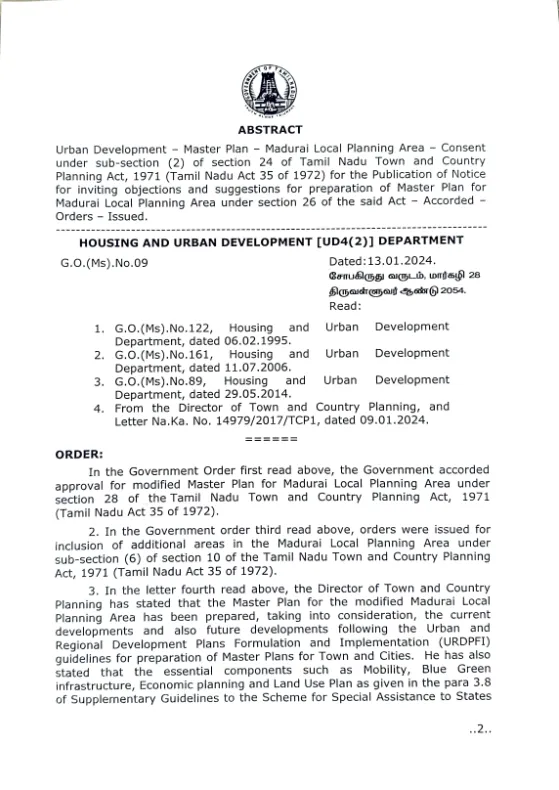 ABSTRACT
Urban Development – Master Plan – Madurai Local Planning Area – Consent
under sub-section (2) of section 24 of Tamil Nadu Town and Country
Planning Act, 1971 (Tamil Nadu Act 35 of 1972) for the Publication of Notice
for inviting objections and suggestions for preparation of Master Plan for
Madurai Local Planning Area under section 26 of the said Act – Accorded –
Orders – Issued.
HOUSING AND URBAN DEVELOPMENT [UD4(2)] DEPARTMENT
G.O.(Ms).No.09
Dated:13.01.2024.
சோபகிருது வருடம், மார்கழி 28
திருவள்ளுவர் ஆண்டு 2054.
Read:
1. G.O.(Ms).No.122, Housing and Urban Development
Department, dated 06.02.1995.
2. G.O.(Ms).No.161, Housing and Urban Development
Department, dated 11.07.2006.
3. G.O.(Ms).No.89, Housing and Urban Development
Department, dated 29.05.2014.
4. From the Director of Town and Country Planning, and
Letter Na.Ka. No. 14979/2017/TCP1, dated 09.01.2024.
======
ORDER:
In the Government Order first read above, the Government accorded
approval for modified Master Plan for Madurai Local Planning Area under
section 28 of the Tamil Nadu Town and Country Planning Act, 1971
(Tamil Nadu Act 35 of 1972).
2. In the Government order third read above, orders were issued for
inclusion of additional areas in the Madurai Local Planning Area under
sub-section (6) of section 10 of the Tamil Nadu Town and Country Planning
Act, 1971 (Tamil Nadu Act 35 of 1972).
3. In the letter fourth read above, the Director of Town and Country
Planning has stated that the Master Plan for the modified Madurai Local
Planning Area has been prepared, taking into consideration, the current
developments and also future developments following the Urban and
Regional Development Plans Formulation and Implementation (URDPFI)
guidelines for preparation of Master Plans for Town and Cities. He has also
stated that the essential components such as Mobility, Blue Green
infrastructure, Economic planning and Land Use Plan as given in the para 3.8
of Supplementary Guidelines to the Scheme for Special Assistance to States
..2..